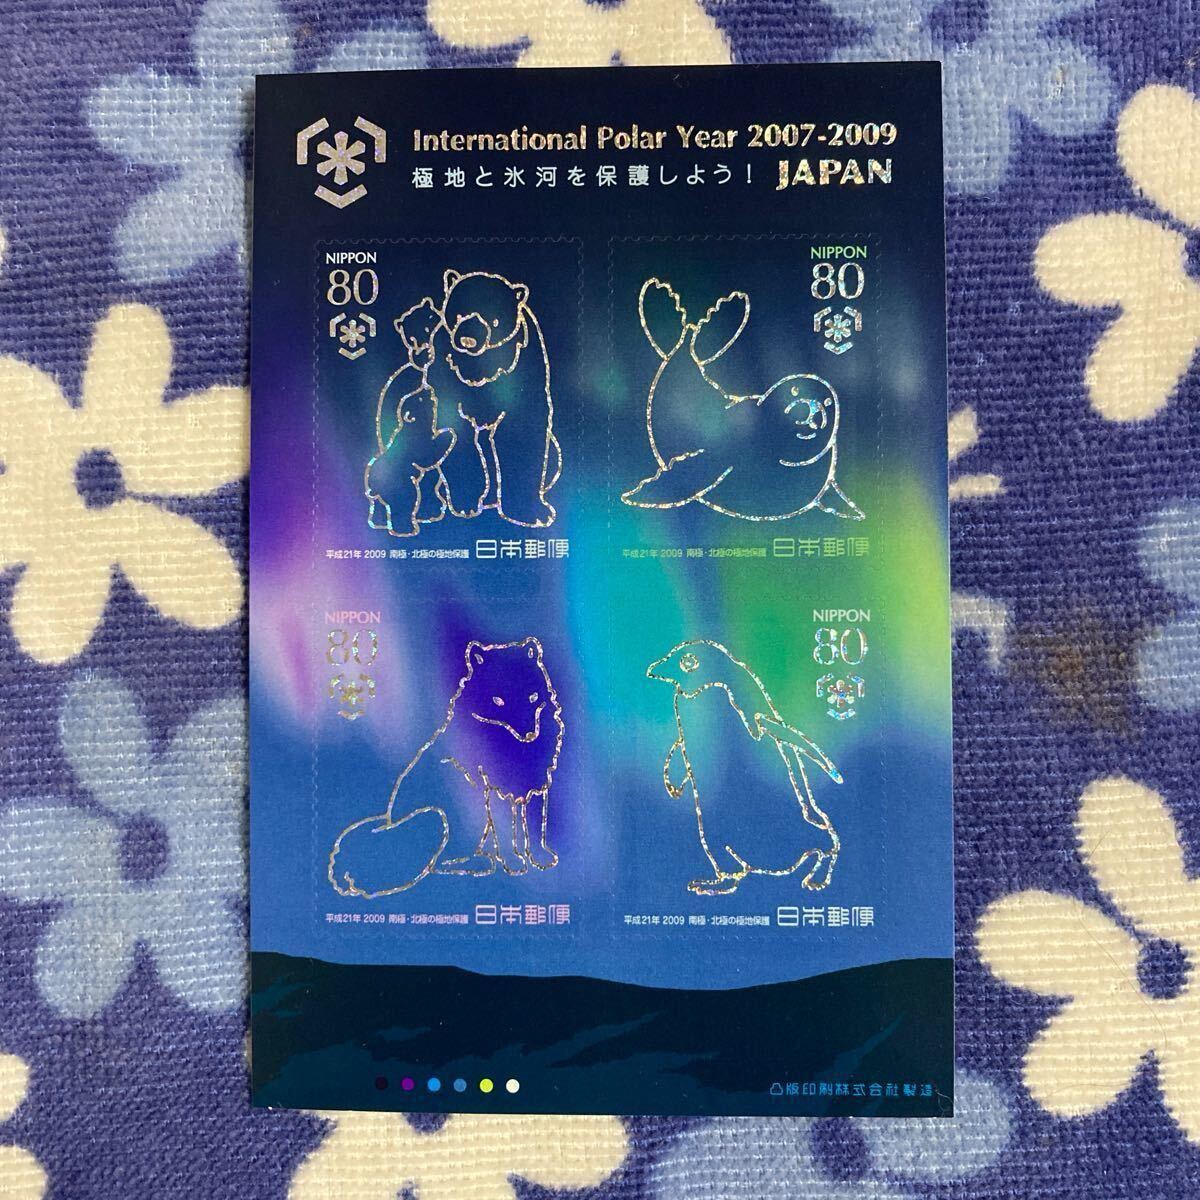 International Polar Year 2007-2009
極地と氷河を保護しよう! JAPAN
NIPPON
80
平成21年 2009 南極・北極の極地保護 日本郵便
NIPPON
80
平成21年 2009 南極・北極の極地保護 日本郵便
NIPPON
80
平成21年 2009 南極・北極の極地保護 日本郵便
NIPPON
80
平成21年 2009 南極・北極の極地保護 日本郵便
凸版印刷株式会社製造